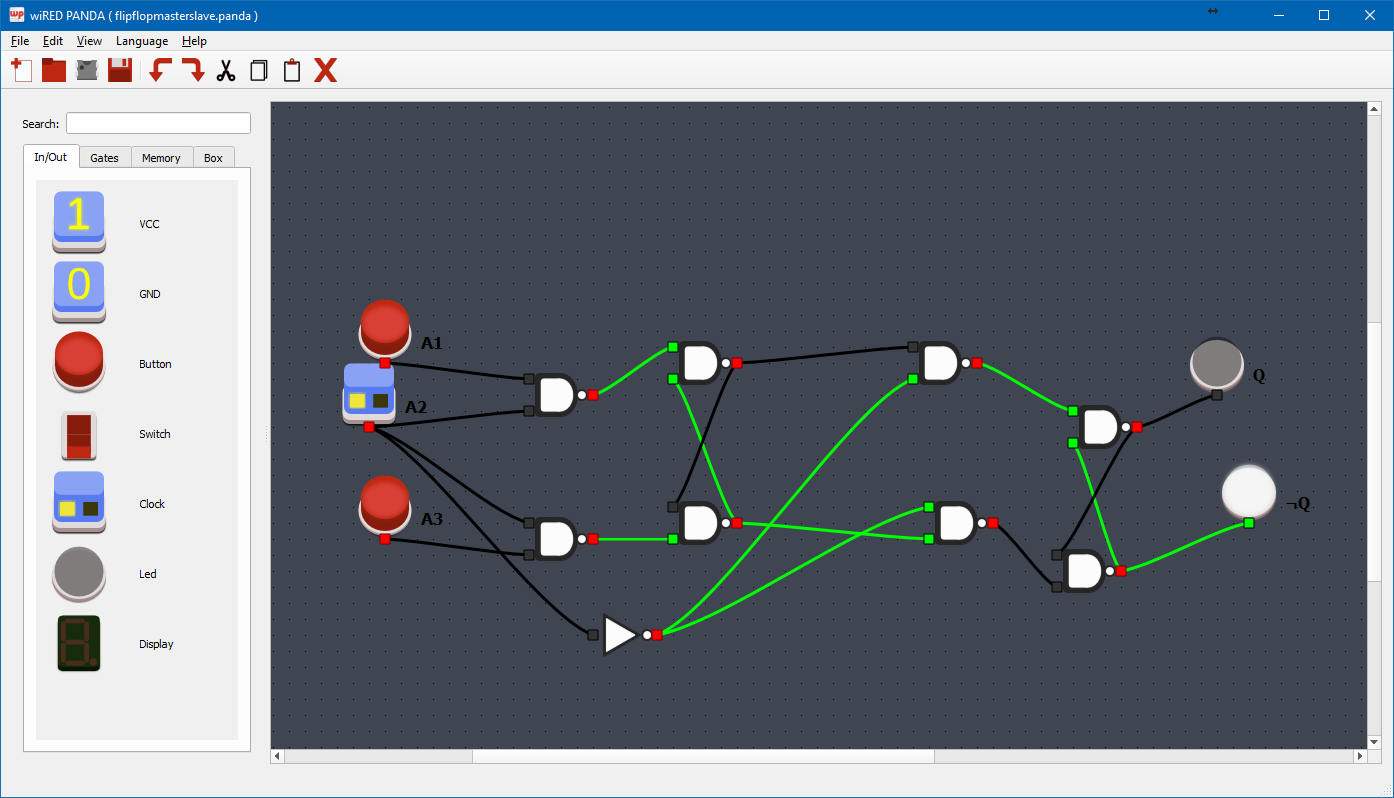 wp wiRED PANDA ( flipflopmasterslave.panda )
File Edit View Language Help
Search:
In/Out Gates Memory Box
1 VCC
0 GND
Button
Switch
Clock
Led
Display
A1
A2
A3
Q
¬Q